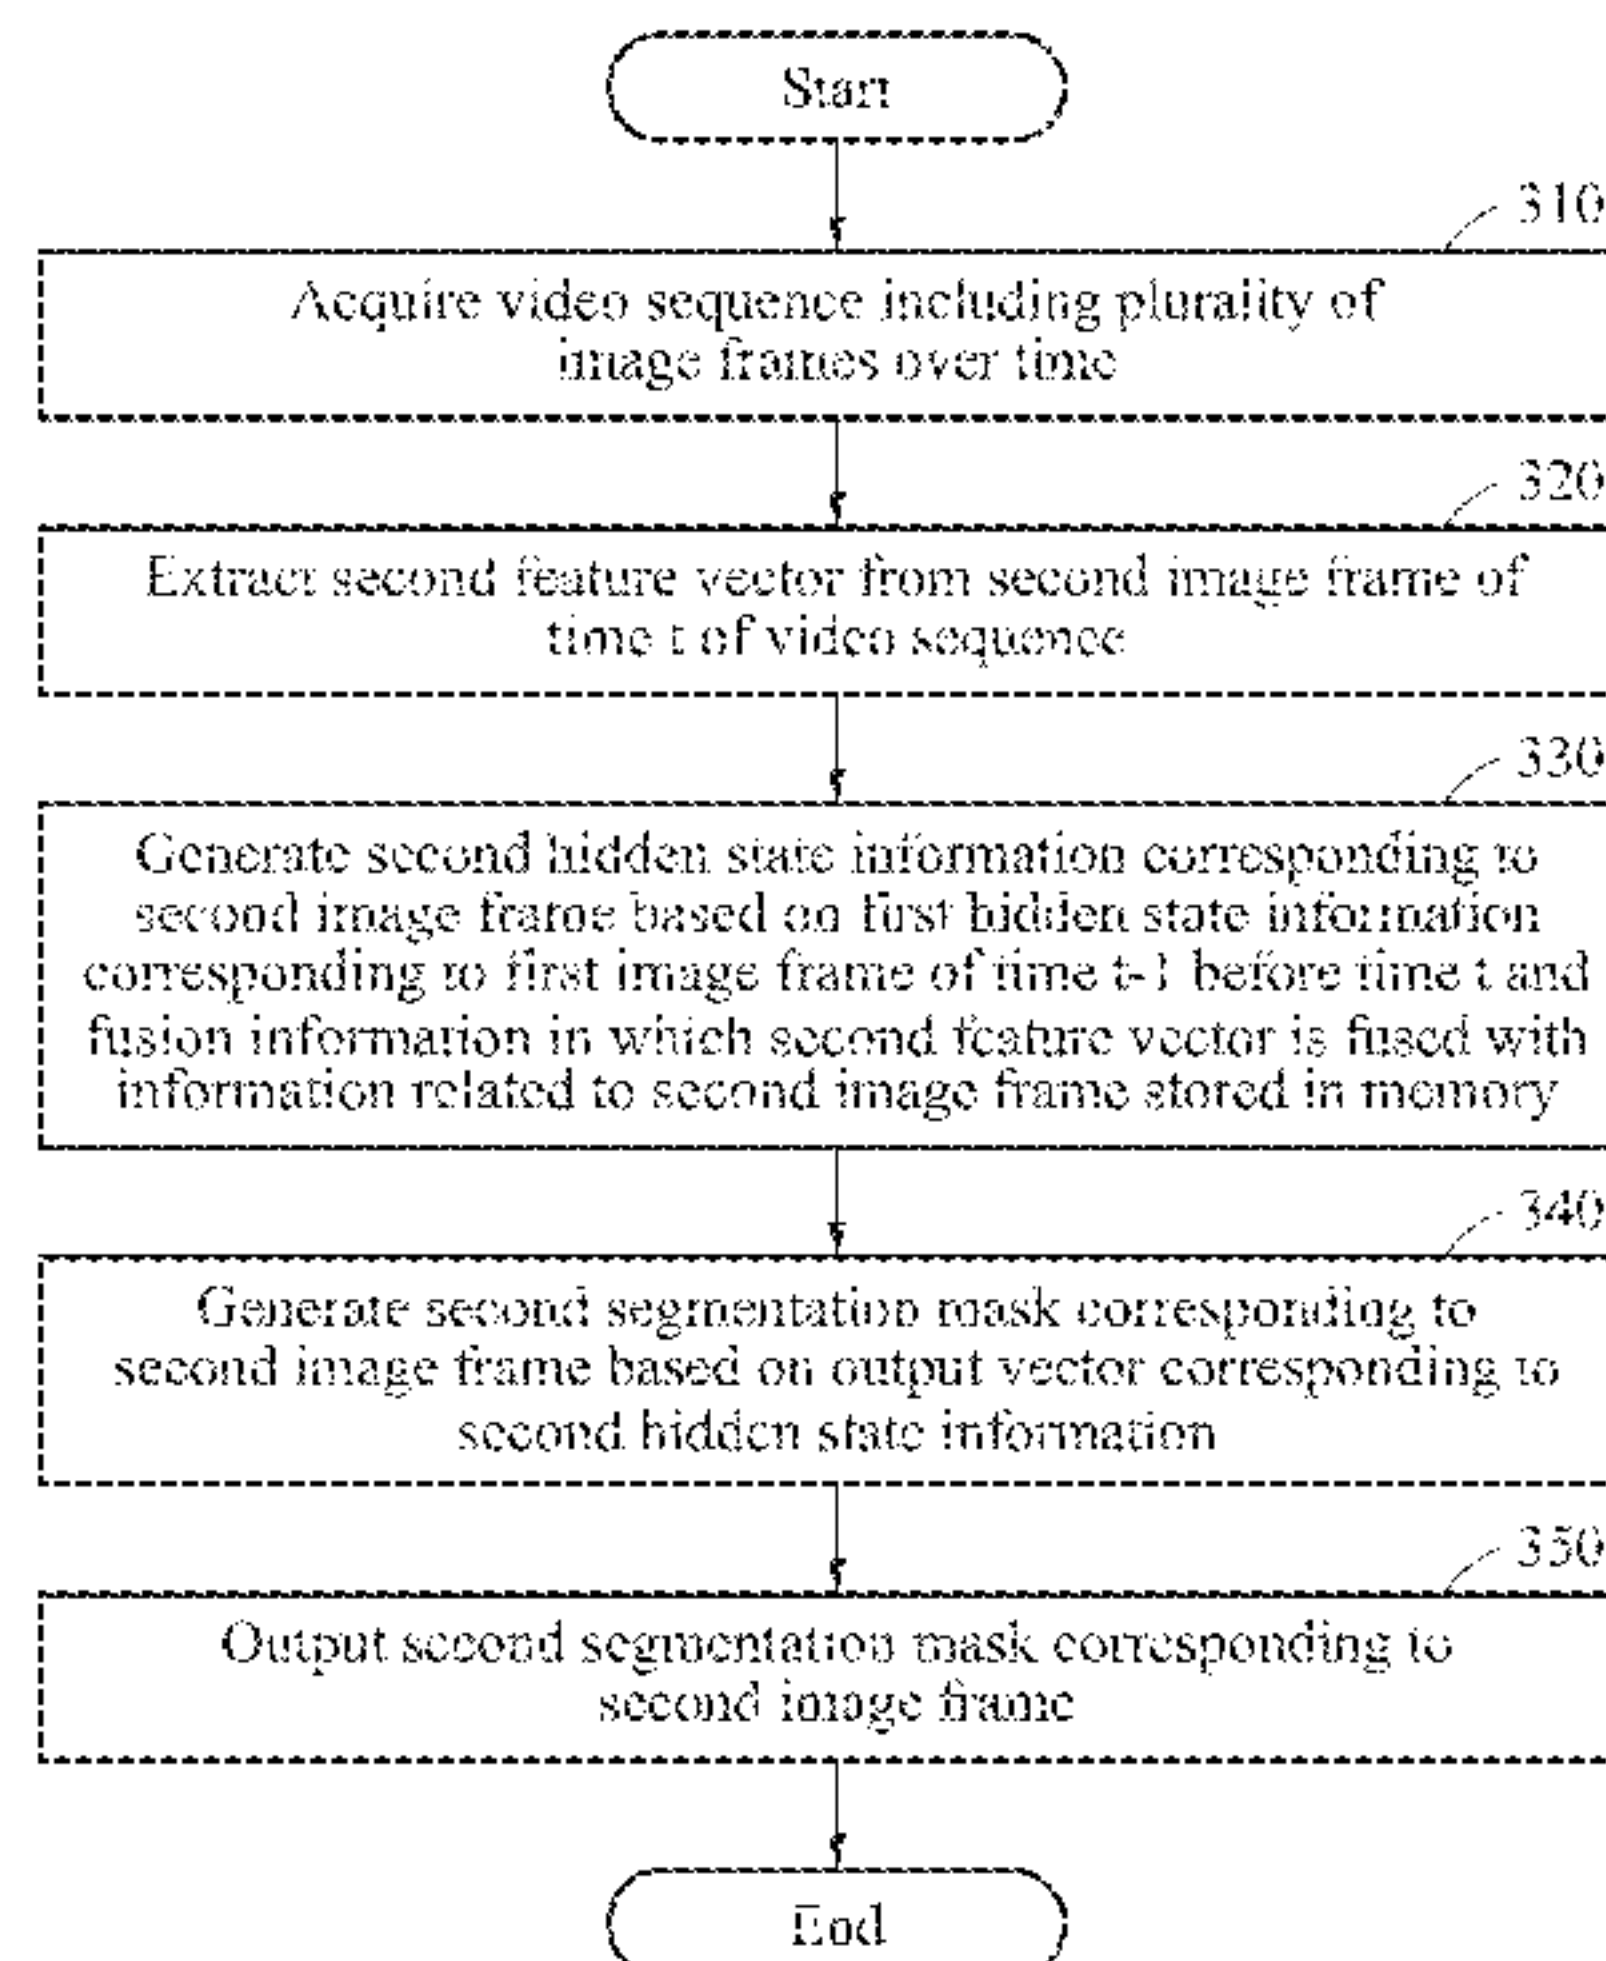 Start
310
Acquire video sequence including plurality of
image frames over time
320
Extract second feature vector from second image frame of
time t of video sequence
330
Generate second hidden state information corresponding to
second image frame based on first hidden state information
corresponding to first image frame of time t-1 before time t and
fusion information in which second feature vector is fused with
information related to second image frame stored in memory
340
Generate second segmentation mask corresponding to
second image frame based on output vector corresponding to
second hidden state information
350
Output second segmentation mask corresponding to
second image frame
End